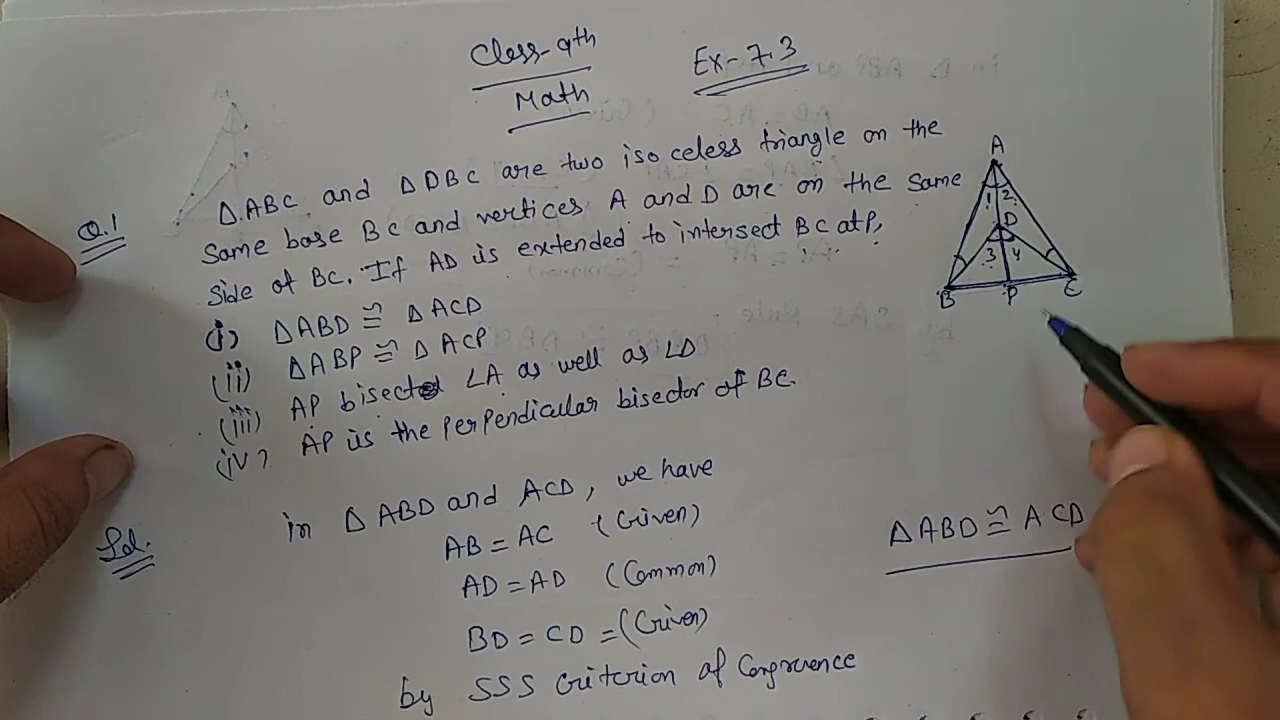 Class-9th
Math
Ex-7.3
Q.1
Δ.ABC and Δ DBC are two iso celess triangle on the
same base BC and vertices A and D are on the same
side of BC. If AD is extended to intersect BC at P,
(i) ΔABD ≅ ΔACD
(ii) ΔABP ≅ ΔACP
(iii) AP bisected ∠A as well as ∠D
(iv) AP is the perpendicular bisector of BC.
A
1 2
D
3 4
B P C
Sol.
in ΔABD and ACD, we have
AB = AC (Given)
AD = AD (Common)
BD = CD = (Given)
by SSS criterion of Congruence
ΔABD ≅ ACD